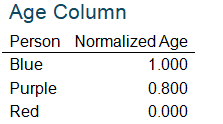 Age Column
Person Normalized Age
Blue 1.000
Purple 0.800
Red 0.000